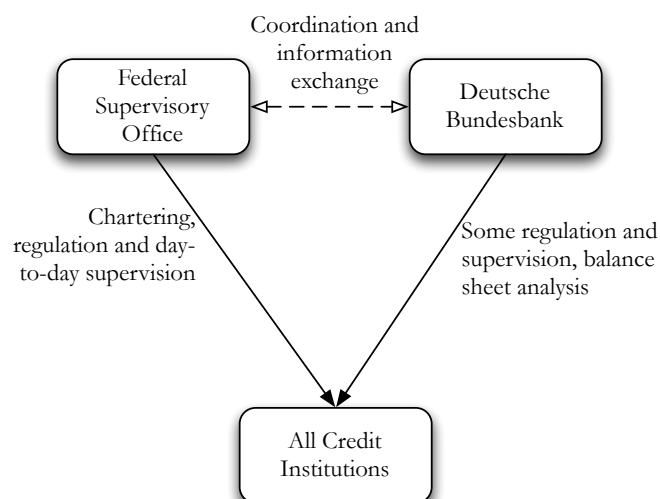 Coordination and
information
exchange
Federal
Supervisory
Office
Deutsche
Bundesbank
Chartering,
regulation and day-
to-day supervision
Some regulation and
supervision, balance
sheet analysis
All Credit
Institutions